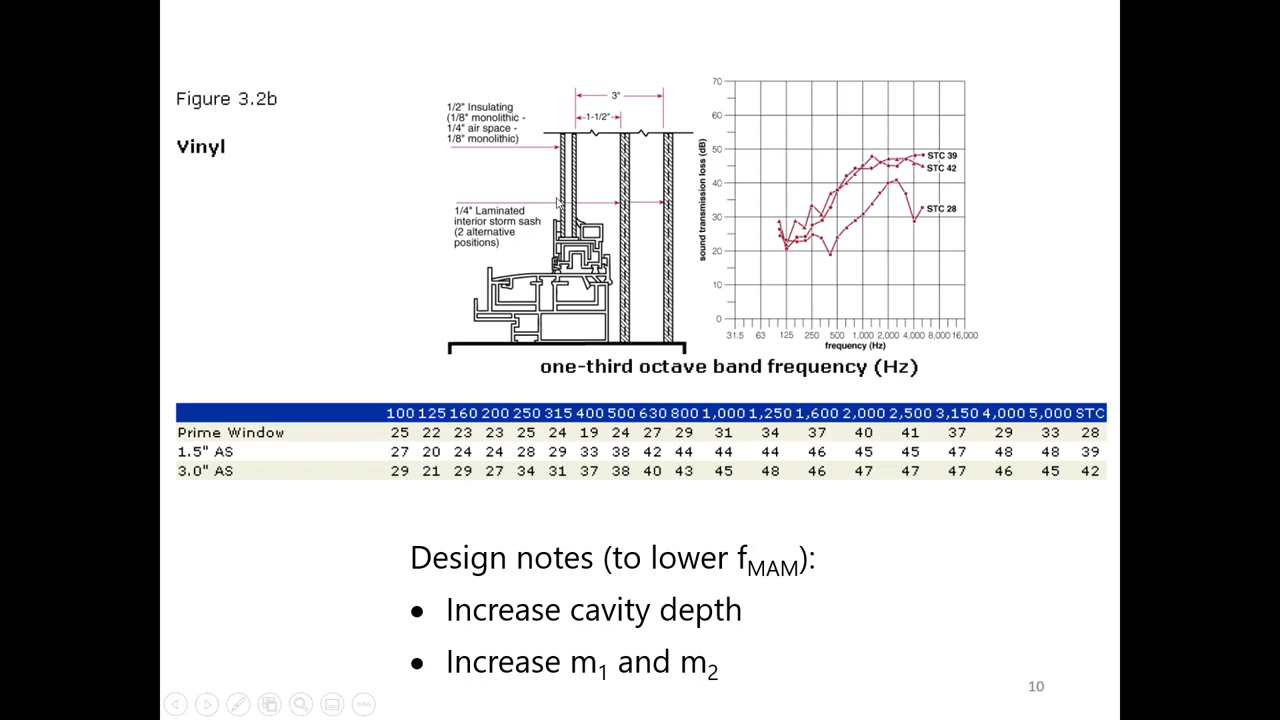 Figure 3.2b
Vinyl
1/2" Insulating
(1/8" monolithic -
1/4" air space -
1/8" monolithic)
3"
1-1/2"
1/4" Laminated
interior storm sash
(2 alternative
positions)
sound transmission loss (dB)
70
60
50
40
30
20
10
0
STC 39
STC 42
STC 28
31.5 63 125 250 500 1,000 2,000 4,000 8,000 16,000
frequency (Hz)
one-third octave band frequency (Hz)
100 125 160 200 250 315 400 500 630 800 1,000 1,250 1,600 2,000 2,500 3,150 4,000 5,000 STC
Prime Window 25 22 23 23 25 24 19 24 27 29 31 34 37 40 41 37 29 33 28
1.5" AS 27 20 24 24 28 29 33 38 42 44 44 44 46 45 45 47 48 48 39
3.0" AS 29 21 29 27 34 31 37 38 40 43 45 48 46 47 47 47 46 45 42
Design notes (to lower fMAM):
• Increase cavity depth
• Increase m1 and m2
10